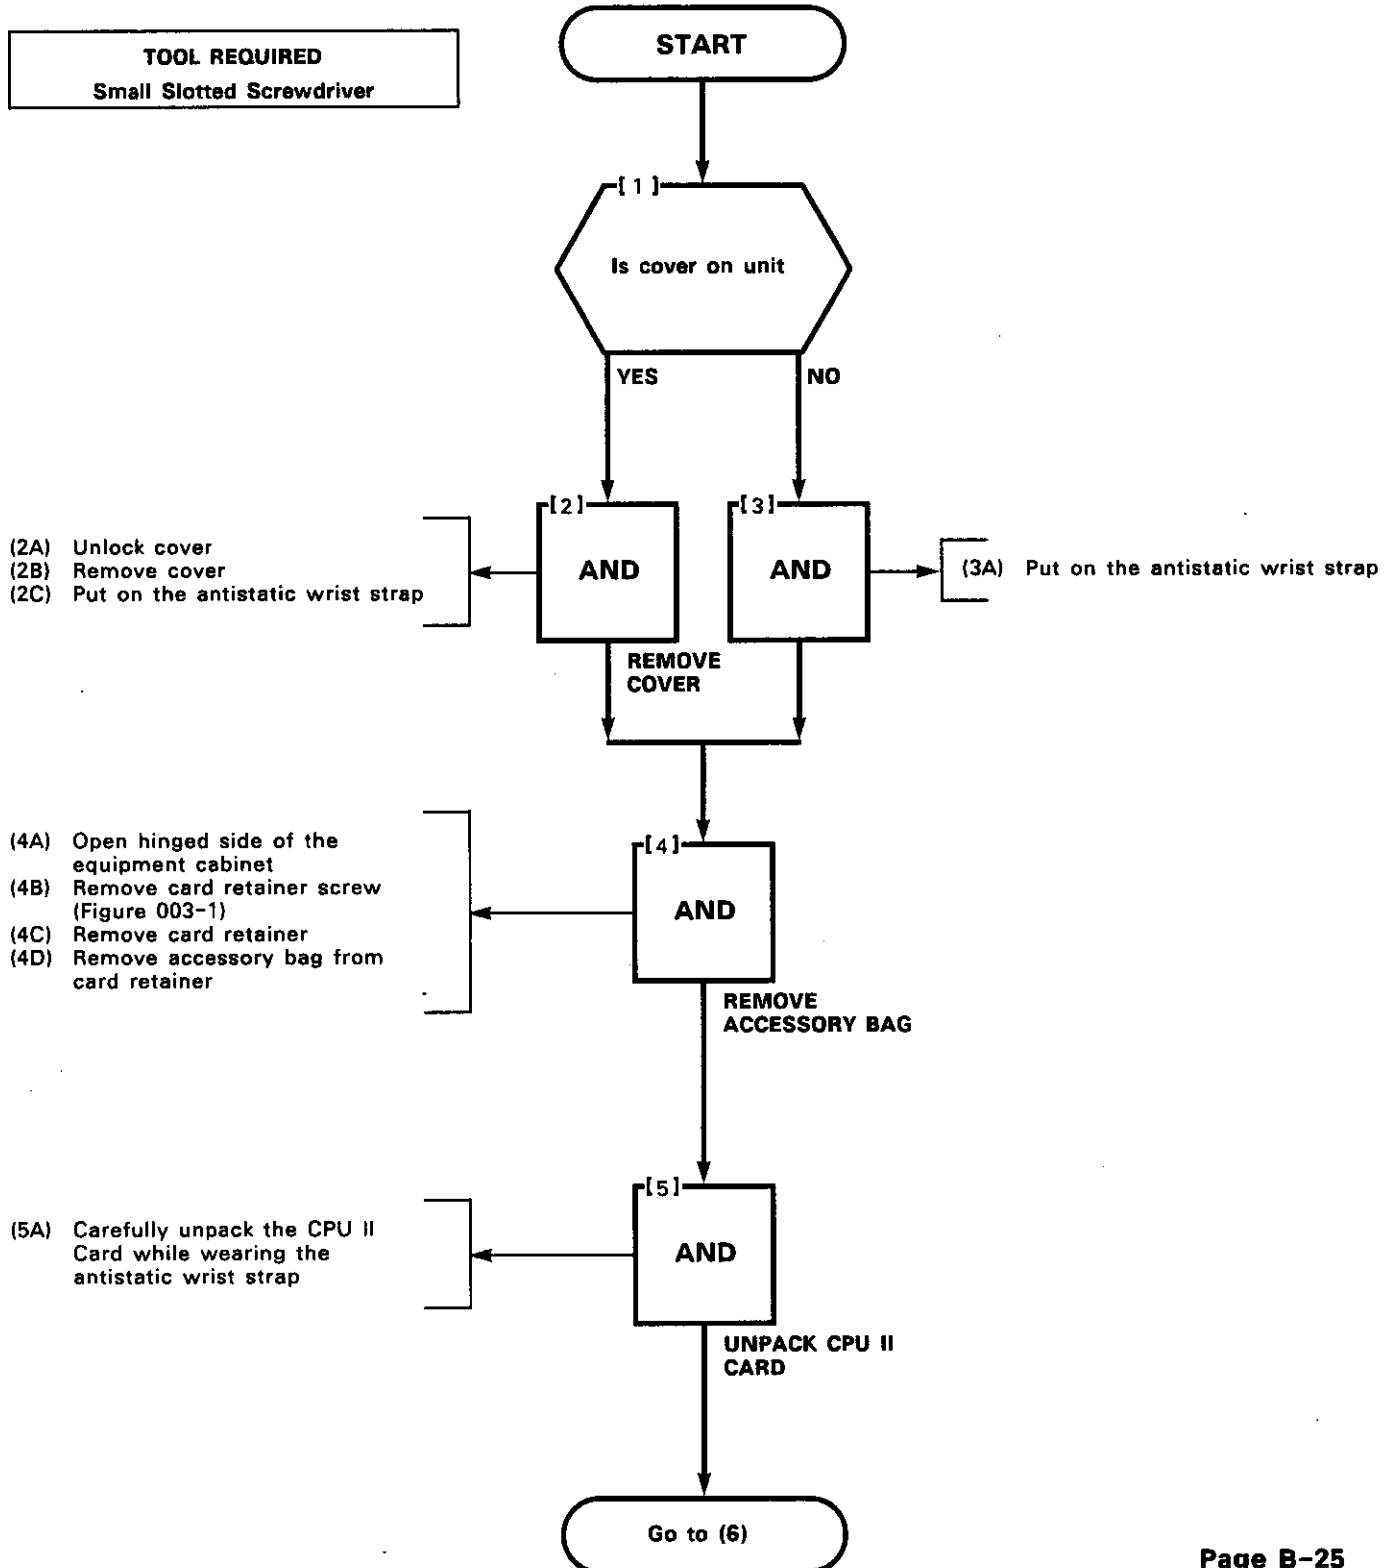 TOOL REQUIRED
Small Slotted Screwdriver
START
[1]
Is cover on unit
YES
NO
[2]
AND
[3]
AND
(2A) Unlock cover
(2B) Remove cover
(2C) Put on the antistatic wrist strap
(3A) Put on the antistatic wrist strap
REMOVE
COVER
(4A) Open hinged side of the
equipment cabinet
(4B) Remove card retainer screw
(Figure 003-1)
(4C) Remove card retainer
(4D) Remove accessory bag from
card retainer
[4]
AND
REMOVE
ACCESSORY BAG
(5A) Carefully unpack the CPU II
Card while wearing the
antistatic wrist strap
[5]
AND
UNPACK CPU II
CARD
Go to (6)
Page B-25